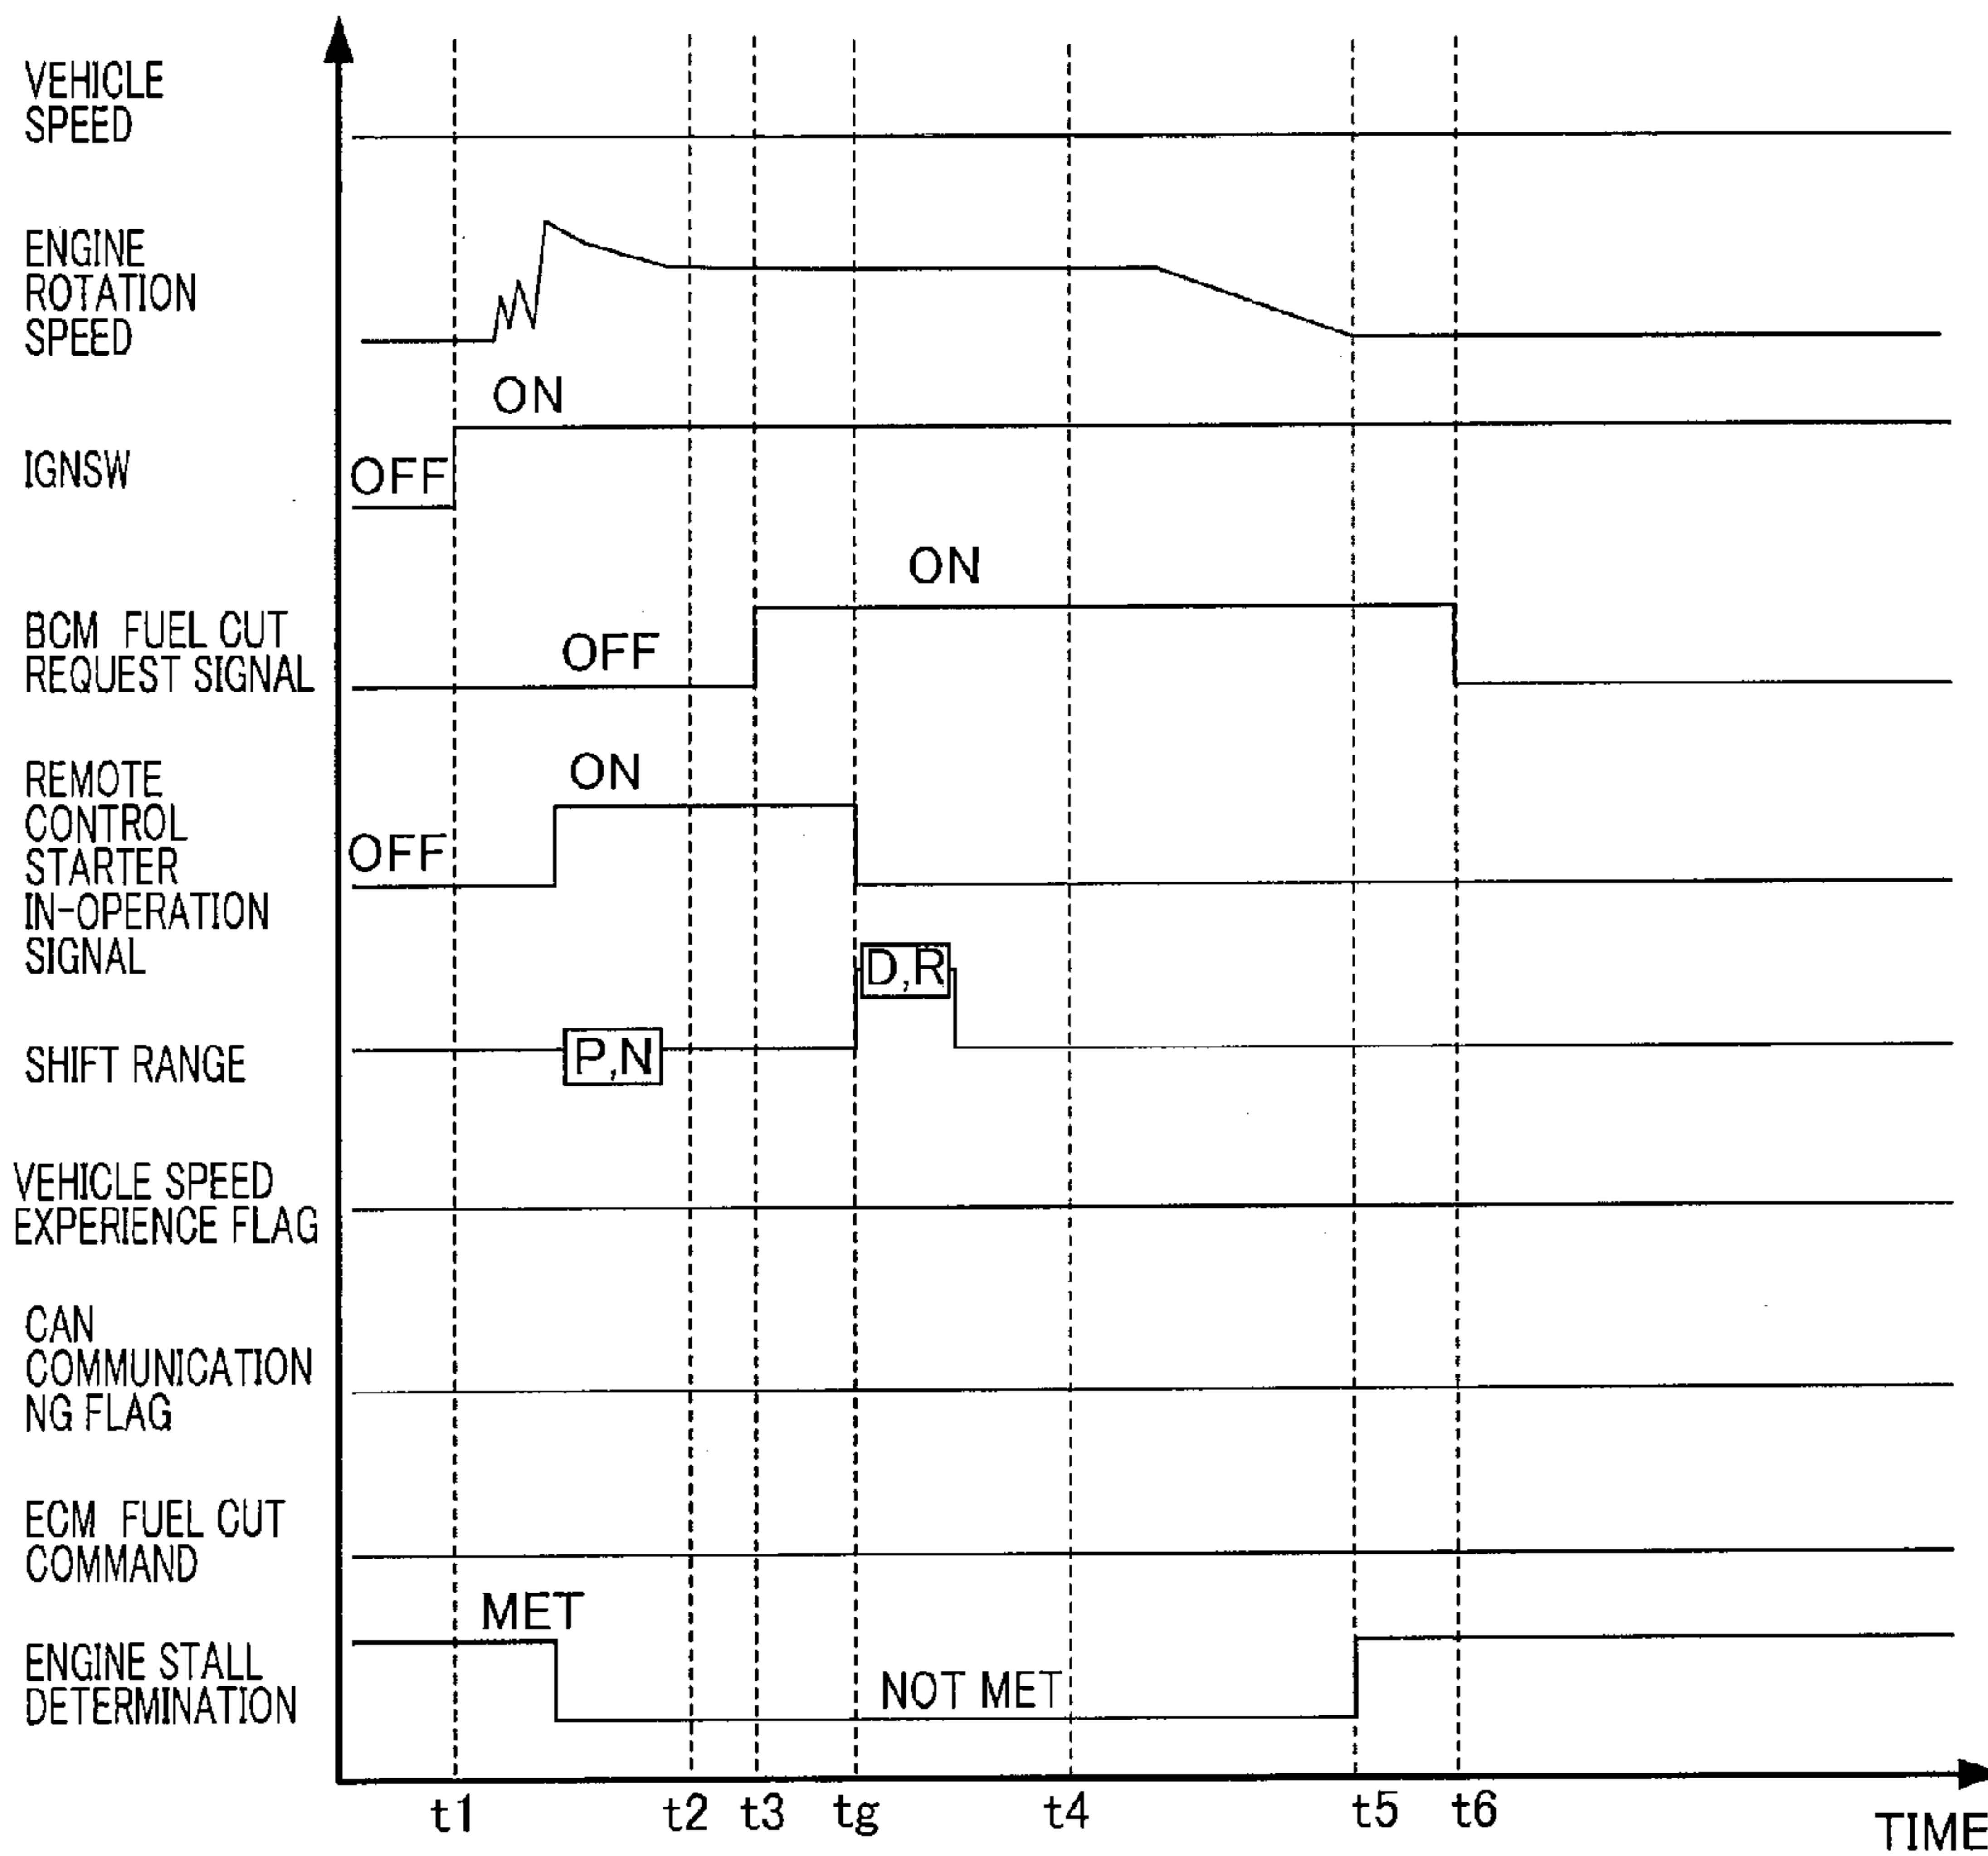 VEHICLE
SPEED
ENGINE
ROTATION
SPEED
ON
IGNSW
OFF
ON
BCM FUEL CUT
REQUEST SIGNAL
OFF
REMOTE
CONTROL
STARTER
IN-OPERATION
SIGNAL
ON
OFF
D,R
SHIFT RANGE
P,N
VEHICLE SPEED
EXPERIENCE FLAG
CAN
COMMUNICATION
NG FLAG
ECM FUEL CUT
COMMAND
MET
ENGINE STALL
DETERMINATION
NOT MET
t1 t2 t3 tg t4 t5 t6
TIME